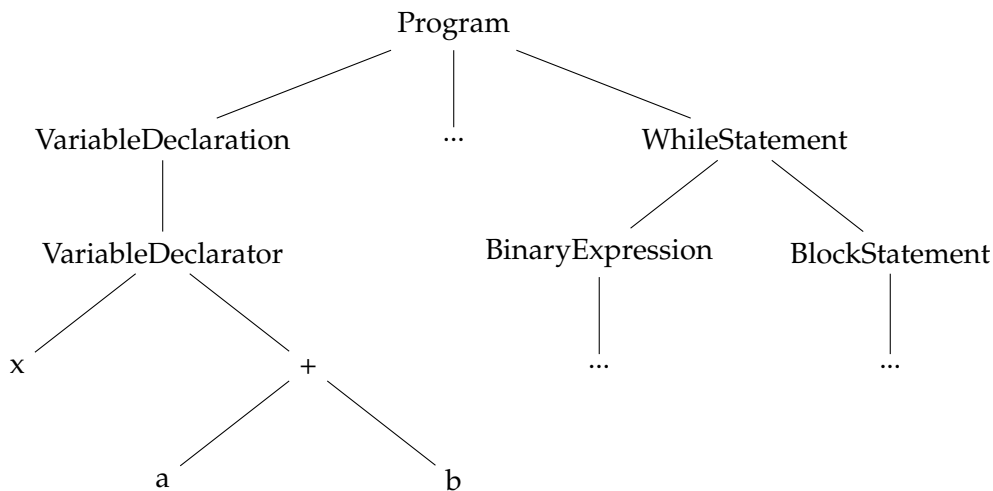 Program
VariableDeclaration ... WhileStatement
VariableDeclarator BinaryExpression BlockStatement
x + ... ...
a b